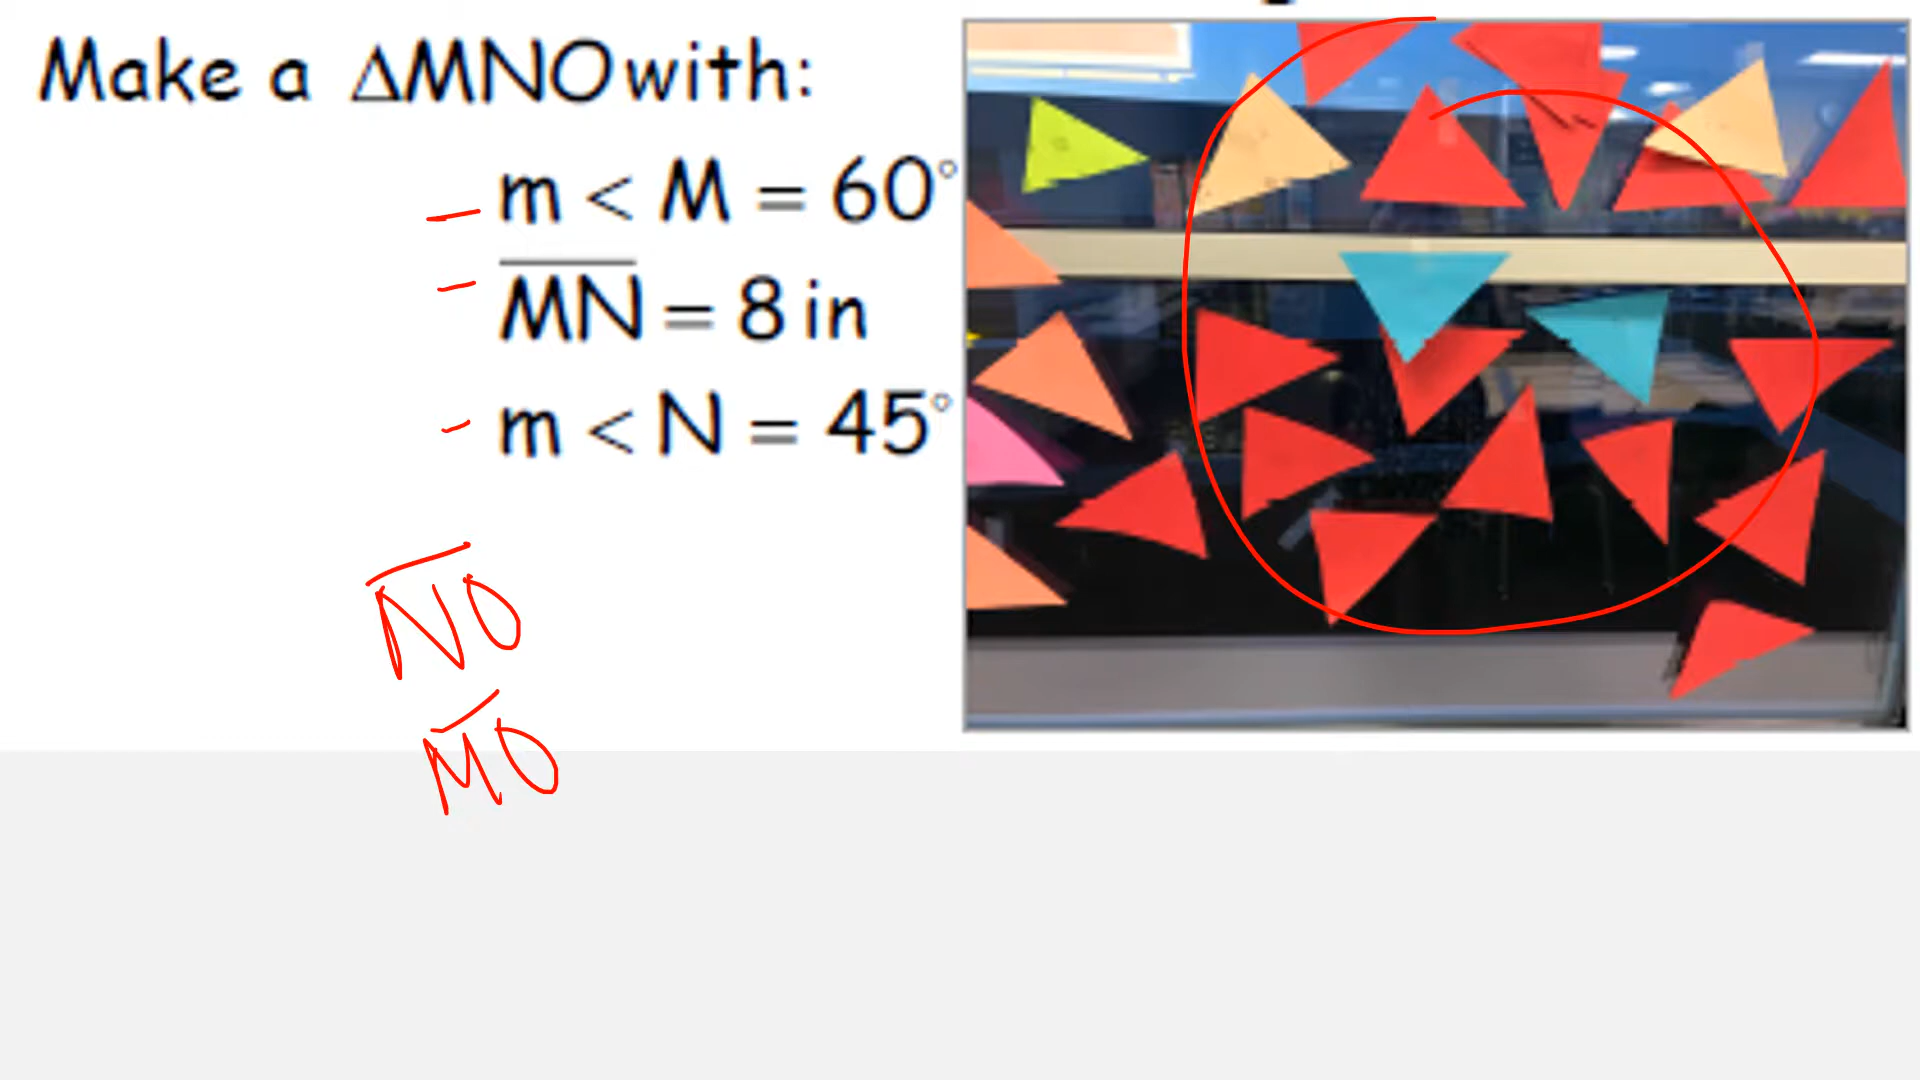 Make a ΔMNO with:
m < M = 60°
MN = 8 in
m < N = 45°
NO
MO